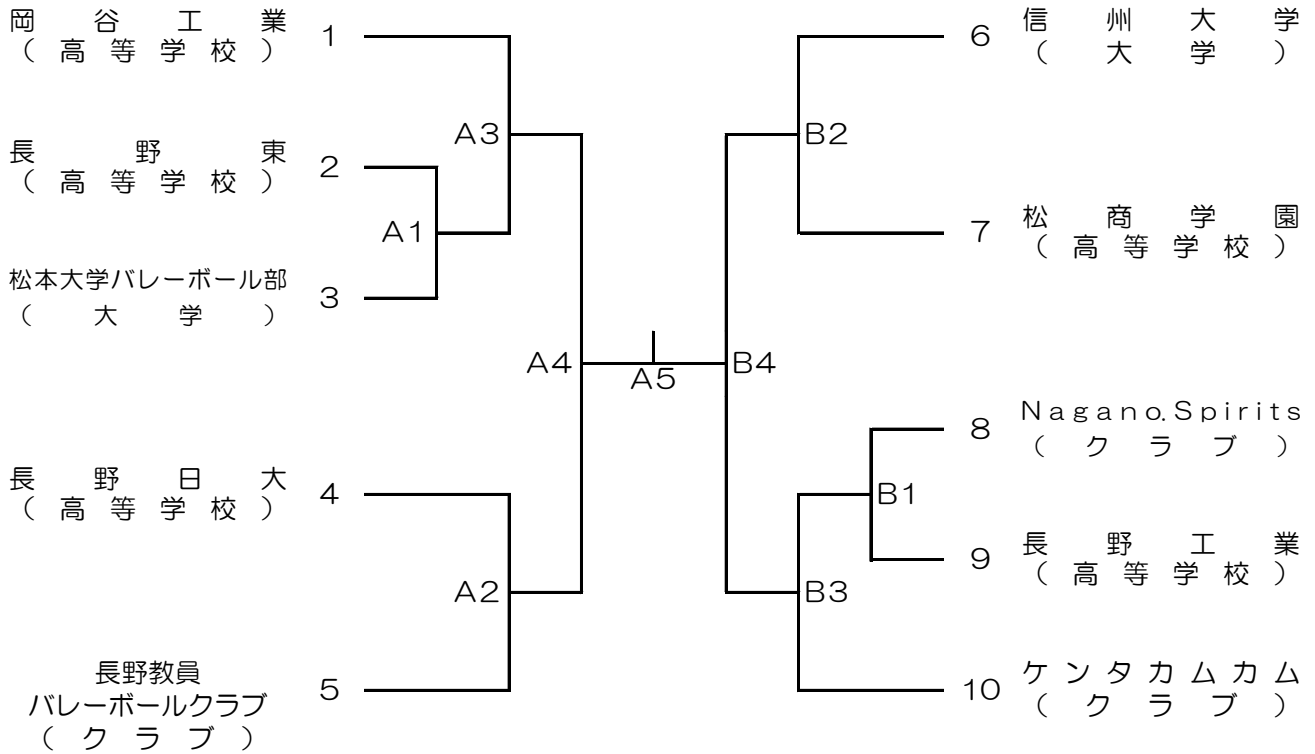 岡谷工業
(高等学校)
1
長野東
(高等学校)
2
松本大学バレーボール部
(大学)
3
長野日大
(高等学校)
4
長野教員
バレーボールクラブ
(クラブ)
5
A3
A1
A4
A2
A5
B2
B4
B1
B3
6
信州大学
(大学)
7
松商学園
(高等学校)
8
Nagano.Spirits
(クラブ)
9
長野工業
(高等学校)
10
ケンタカムカム
(クラブ)